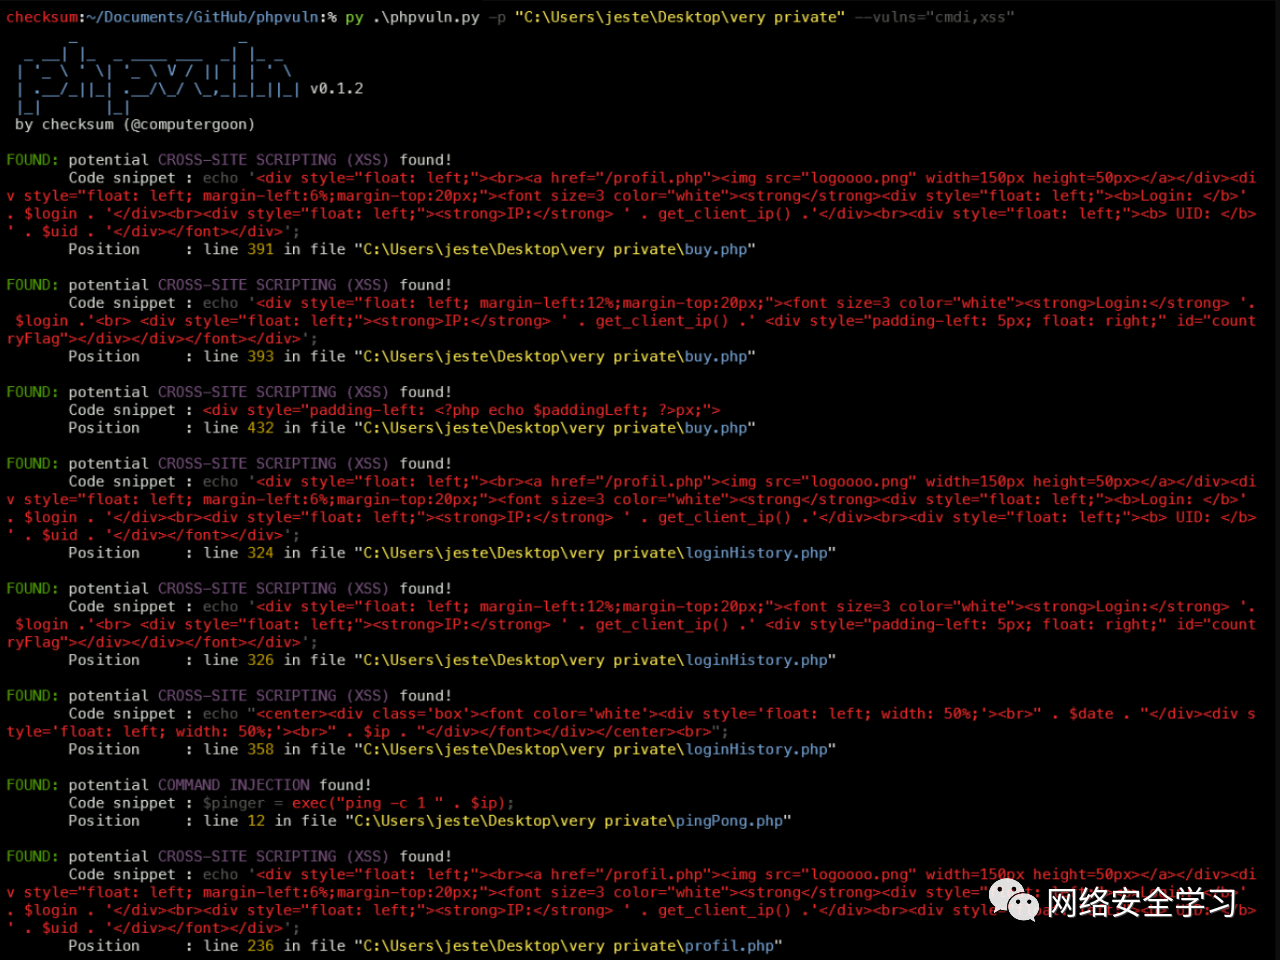 checksum:~/Documents/GitHub/phpvuln:% py .\phpvuln.py -p "C:\Users\jeste\Desktop\very private" --vulns="cmdi,xss"
phpvuln v0.1.2
by checksum (@computergoon)
FOUND: potential CROSS-SITE SCRIPTING (XSS) found!
Code snippet : echo '<div style="float: left;"><br><a href="/profil.php"><img src="logoooo.png" width=150px height=50px></a></div><di
v style="float: left; margin-left:6%;margin-top:20px;"><font size=3 color="white"><strong</strong><div style="float: left;"><b>Login: </b>'
. $login . '</div><br><div style="float: left;"><strong>IP:</strong> ' . get_client_ip() .'</div><br><div style="float: left;"><b> UID: </b>
' . $uid . '</div></font></div>';
Position : line 391 in file "C:\Users\jeste\Desktop\very private\buy.php"
FOUND: potential CROSS-SITE SCRIPTING (XSS) found!
Code snippet : echo '<div style="float: left; margin-left:12%;margin-top:20px;"><font size=3 color="white"><strong>Login:</strong> '.
$login .'<br> <div style="float: left;"><strong>IP:</strong> ' . get_client_ip() .' <div style="padding-left: 5px; float: right;" id="count
ryFlag"></div></div></font></div>';
Position : line 393 in file "C:\Users\jeste\Desktop\very private\buy.php"
FOUND: potential CROSS-SITE SCRIPTING (XSS) found!
Code snippet : <div style="padding-left: <?php echo $paddingLeft; ?>px;">
Position : line 432 in file "C:\Users\jeste\Desktop\very private\buy.php"
FOUND: potential CROSS-SITE SCRIPTING (XSS) found!
Code snippet : echo '<div style="float: left;"><br><a href="/profil.php"><img src="logoooo.png" width=150px height=50px></a></div><di
v style="float: left; margin-left:6%;margin-top:20px;"><font size=3 color="white"><strong</strong><div style="float: left;"><b>Login: </b>'
. $login . '</div><br><div style="float: left;"><strong>IP:</strong> ' . get_client_ip() .'</div><br><div style="float: left;"><b> UID: </b>
' . $uid . '</div></font></div>';
Position : line 324 in file "C:\Users\jeste\Desktop\very private\loginHistory.php"
FOUND: potential CROSS-SITE SCRIPTING (XSS) found!
Code snippet : echo '<div style="float: left; margin-left:12%;margin-top:20px;"><font size=3 color="white"><strong>Login:</strong> '.
$login .'<br> <div style="float: left;"><strong>IP:</strong> ' . get_client_ip() .' <div style="padding-left: 5px; float: right;" id="count
ryFlag"></div></div></font></div>';
Position : line 326 in file "C:\Users\jeste\Desktop\very private\loginHistory.php"
FOUND: potential CROSS-SITE SCRIPTING (XSS) found!
Code snippet : echo "<center><div class='box'><font color='white'><div style='float: left; width: 50%;'><br>" . $date . "</div><div s
tyle='float: left; width: 50%;'><br>" . $ip . "</div></font></div></center><br>";
Position : line 358 in file "C:\Users\jeste\Desktop\very private\loginHistory.php"
FOUND: potential COMMAND INJECTION found!
Code snippet : $pinger = exec("ping -c 1 " . $ip);
Position : line 12 in file "C:\Users\jeste\Desktop\very private\pingPong.php"
FOUND: potential CROSS-SITE SCRIPTING (XSS) found!
Code snippet : echo '<div style="float: left;"><br><a href="/profil.php"><img src="logoooo.png" width=150px height=50px></a></div><di
v style="float: left; margin-left:6%;margin-top:20px;"><font size=3 color="white"><strong</strong><div style="f
. $login . '</div><br><div style="float: left;"><strong>IP:</strong> ' . get_client_ip() .'</div><br><div sty
' . $uid . '</div></font></div>';
Position : line 236 in file "C:\Users\jeste\Desktop\very private\profil.php"
网络安全学习